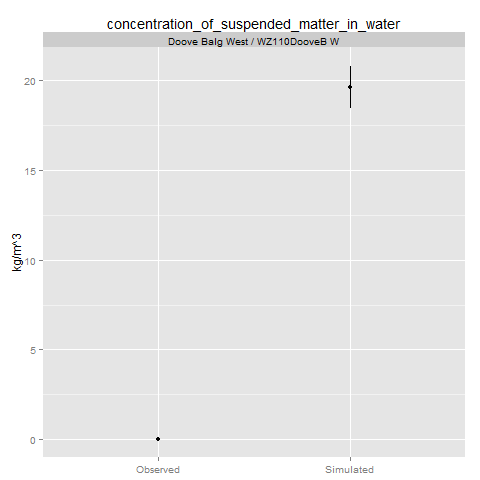 concentration_of_suspended_matter_in_water
Doove Balg West / WZ110DooveB W
kg/m^3
20
15
10
5
0
Observed
Simulated